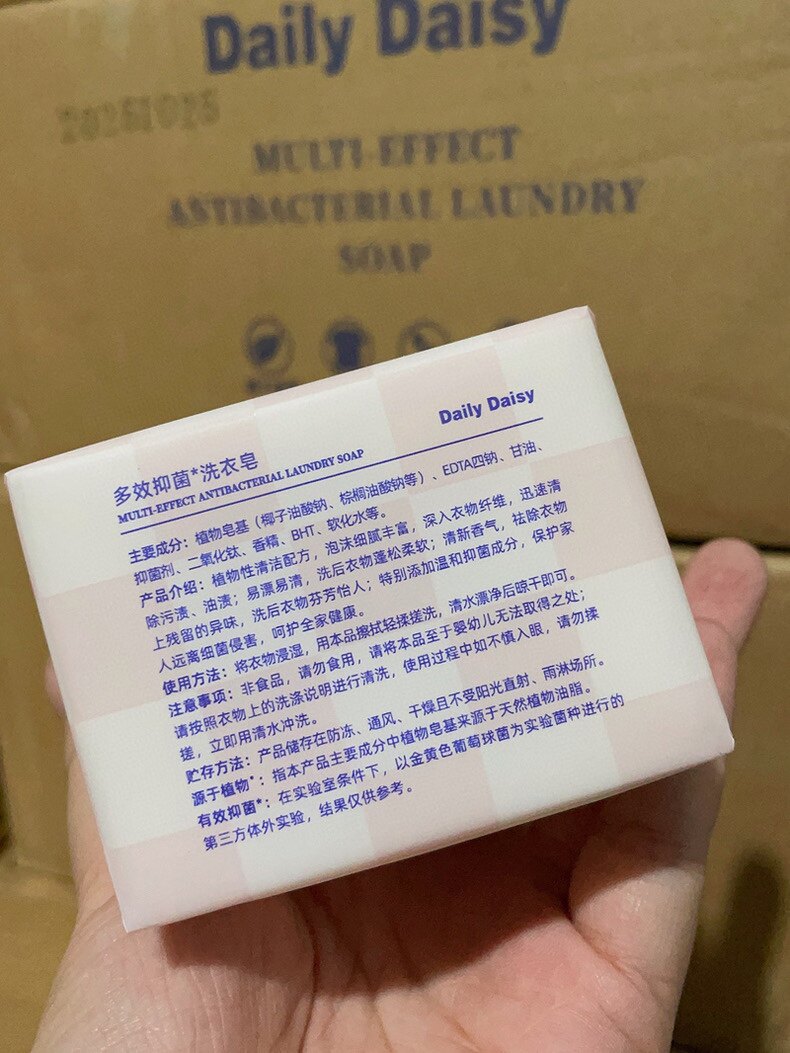 Daily Daisy
20251025
MULTI-EFFECT
ANTIBACTERIAL LAUNDRY
SOAP
Daily Daisy
多效抑菌*洗衣皂
MULTI-EFFECT ANTIBACTERIAL LAUNDRY SOAP
主要成分：植物皂基（椰子油酸钠、棕榈油酸钠等）、EDTA四钠、甘油、
抑菌剂、二氧化钛、香精、BHT、软化水等。
产品介绍：植物性清洁配方，泡沫细腻丰富，深入衣物纤维，迅速清
除污渍、油渍；易漂易清，洗后衣物蓬松柔软；清新香气，祛除衣物
上残留的异味，洗后衣物芬芳怡人；特别添加温和抑菌成分，保护家
人远离细菌侵害，呵护全家健康。
使用方法：将衣物浸湿，用本品擦拭轻揉搓洗，清水漂净后晾干即可。
注意事项：非食品，请勿食用，请将本品至于婴幼儿无法取得之处；
请按照衣物上的洗涤说明进行清洗，使用过程中如不慎入眼，请勿揉
搓，立即用清水冲洗。
贮存方法：产品储存在防冻、通风、干燥且不受阳光直射、雨淋场所。
源于植物*：指本产品主要成分中植物皂基来源于天然植物油脂。
有效抑菌*：在实验室条件下，以金黄色葡萄球菌为实验菌种进行的
第三方体外实验，结果仅供参考。